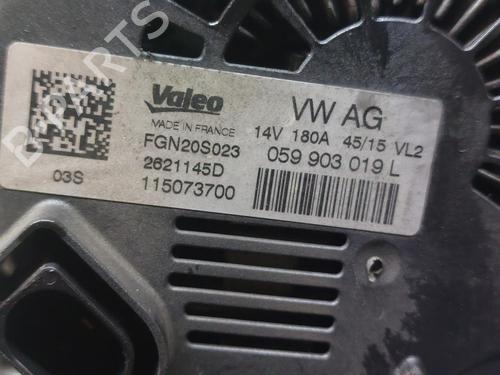 Valeo
MADE IN FRANCE
FGN20S023
2621145D
115073700
03S
VW AG
14V 180A 45/15 VL2
059 903 019 L
B-PARTS